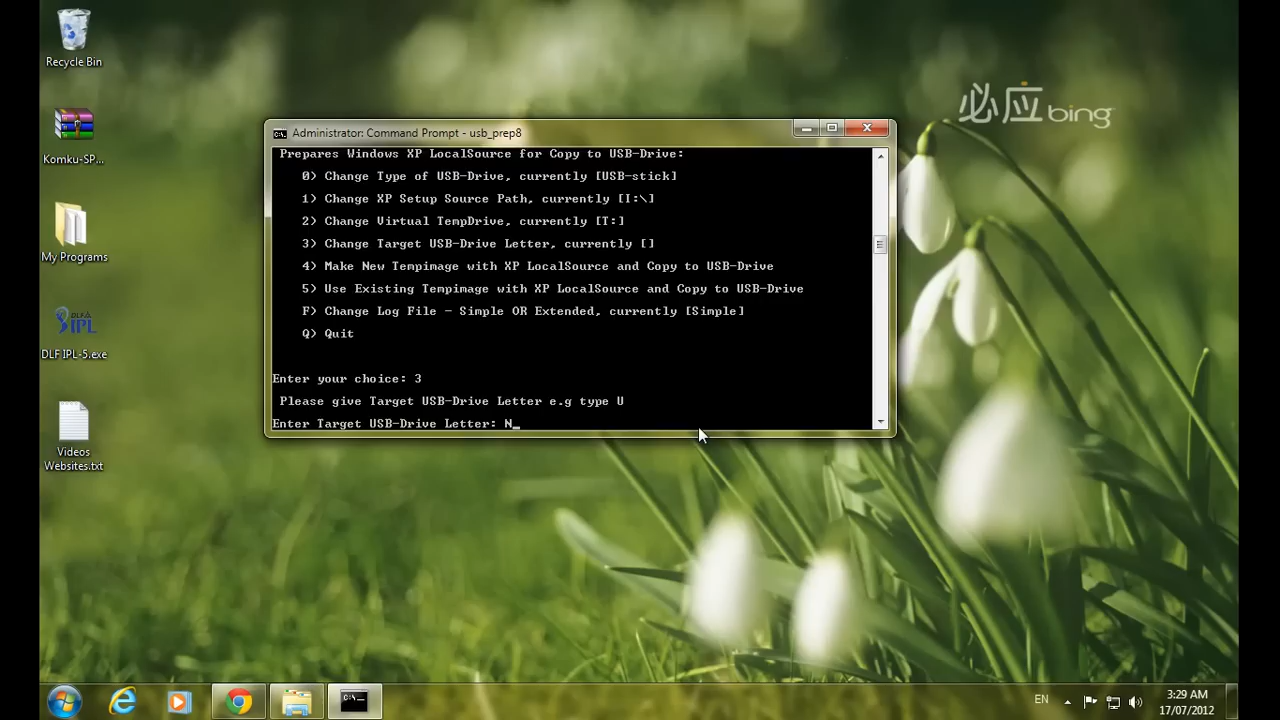 Recycle Bin
Komku-SP...
My Programs
DLF IPL-5.exe
Videos
Websites.txt
必应bing
Administrator: Command Prompt - usb_prep8
Prepares Windows XP LocalSource for Copy to USB-Drive:
0) Change Type of USB-Drive, currently [USB-stick]
1) Change XP Setup Source Path, currently [I:\]
2) Change Virtual TempDrive, currently [T:]
3) Change Target USB-Drive Letter, currently []
4) Make New Tempimage with XP LocalSource and Copy to USB-Drive
5) Use Existing Tempimage with XP LocalSource and Copy to USB-Drive
F) Change Log File - Simple OR Extended, currently [Simple]
Q) Quit
Enter your choice: 3
Please give Target USB-Drive Letter e.g type U
Enter Target USB-Drive Letter: N_
EN
3:29 AM
17/07/2012